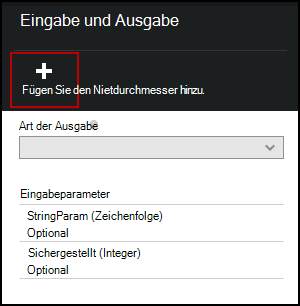 Eingabe und Ausgabe
Fügen Sie den Nietdurchmesser hinzu.
Art der Ausgabe
Eingabeparameter
StringParam (Zeichenfolge)
Optional
Sichergestellt (Integer)
Optional